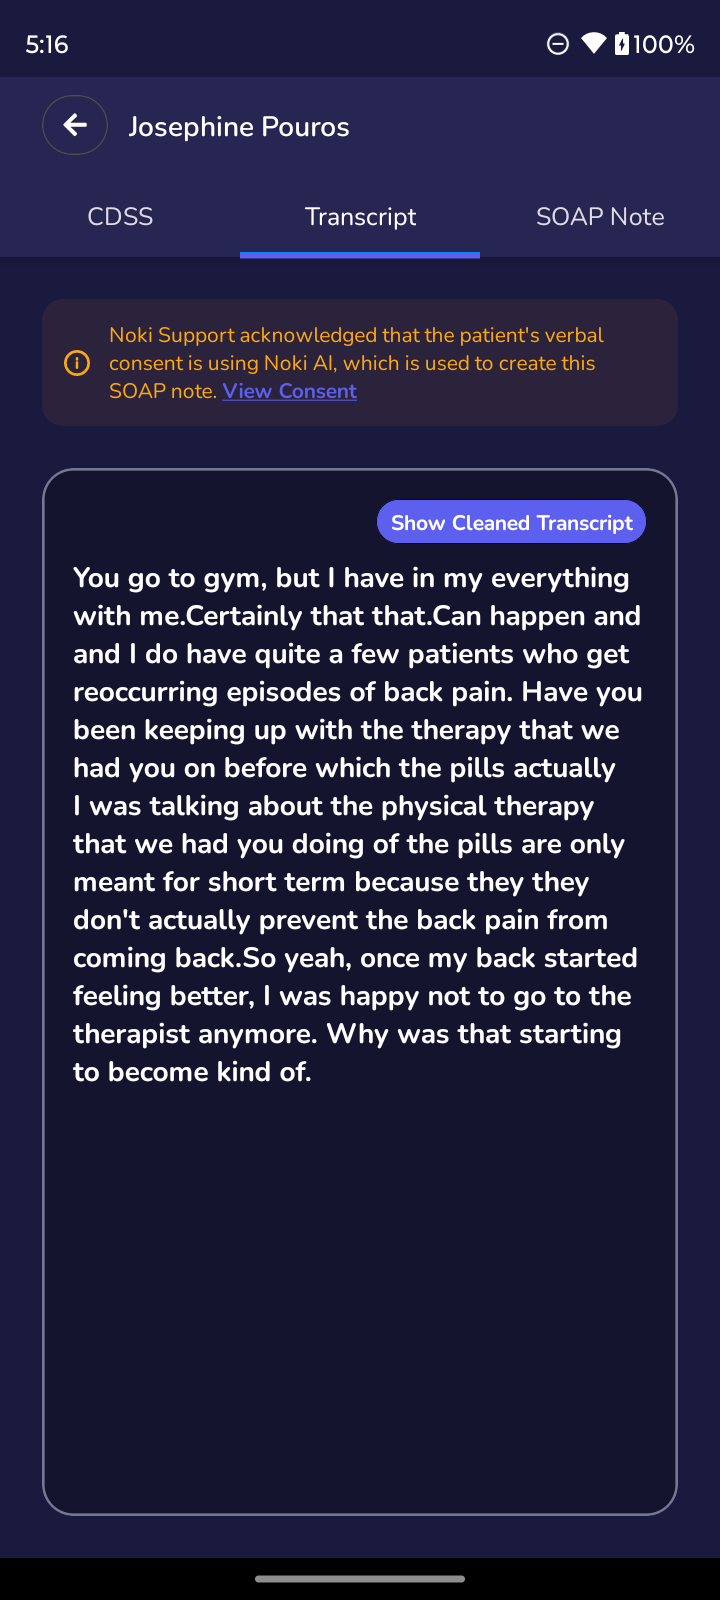 5:16
100%
Josephine Pouros
CDSS
Transcript
SOAP Note
Noki Support acknowledged that the patient's verbal
consent is using Noki AI, which is used to create this
SOAP note. View Consent
Show Cleaned Transcript
You go to gym, but I have in my everything
with me.Certainly that that.Can happen and
and I do have quite a few patients who get
reoccurring episodes of back pain. Have you
been keeping up with the therapy that we
had you on before which the pills actually
I was talking about the physical therapy
that we had you doing of the pills are only
meant for short term because they they
don't actually prevent the back pain from
coming back.So yeah, once my back started
feeling better, I was happy not to go to the
therapist anymore. Why was that starting
to become kind of.